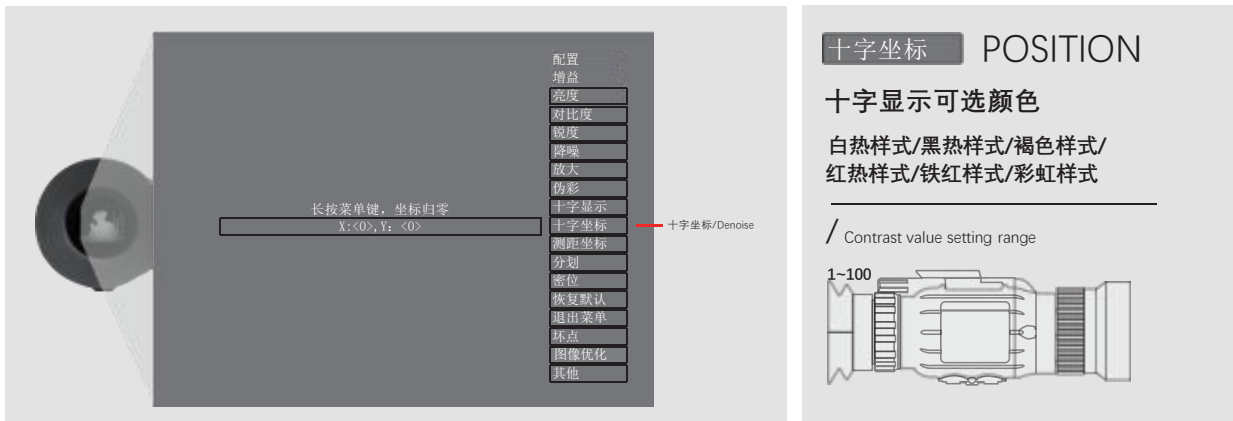 配置
增益
亮度
对比度
锐度
降噪
放大
伪彩
十字显示
十字坐标
测距坐标
分划
密位
恢复默认
退出菜单
坏点
图像优化
其他
长按菜单键，坐标归零
X:<0>,Y: <0>
十字坐标/Denoise
十字坐标 POSITION
十字显示可选颜色
白热样式/黑热样式/褐色样式/
红热样式/铁红样式/彩虹样式
/ Contrast value setting range
1~100